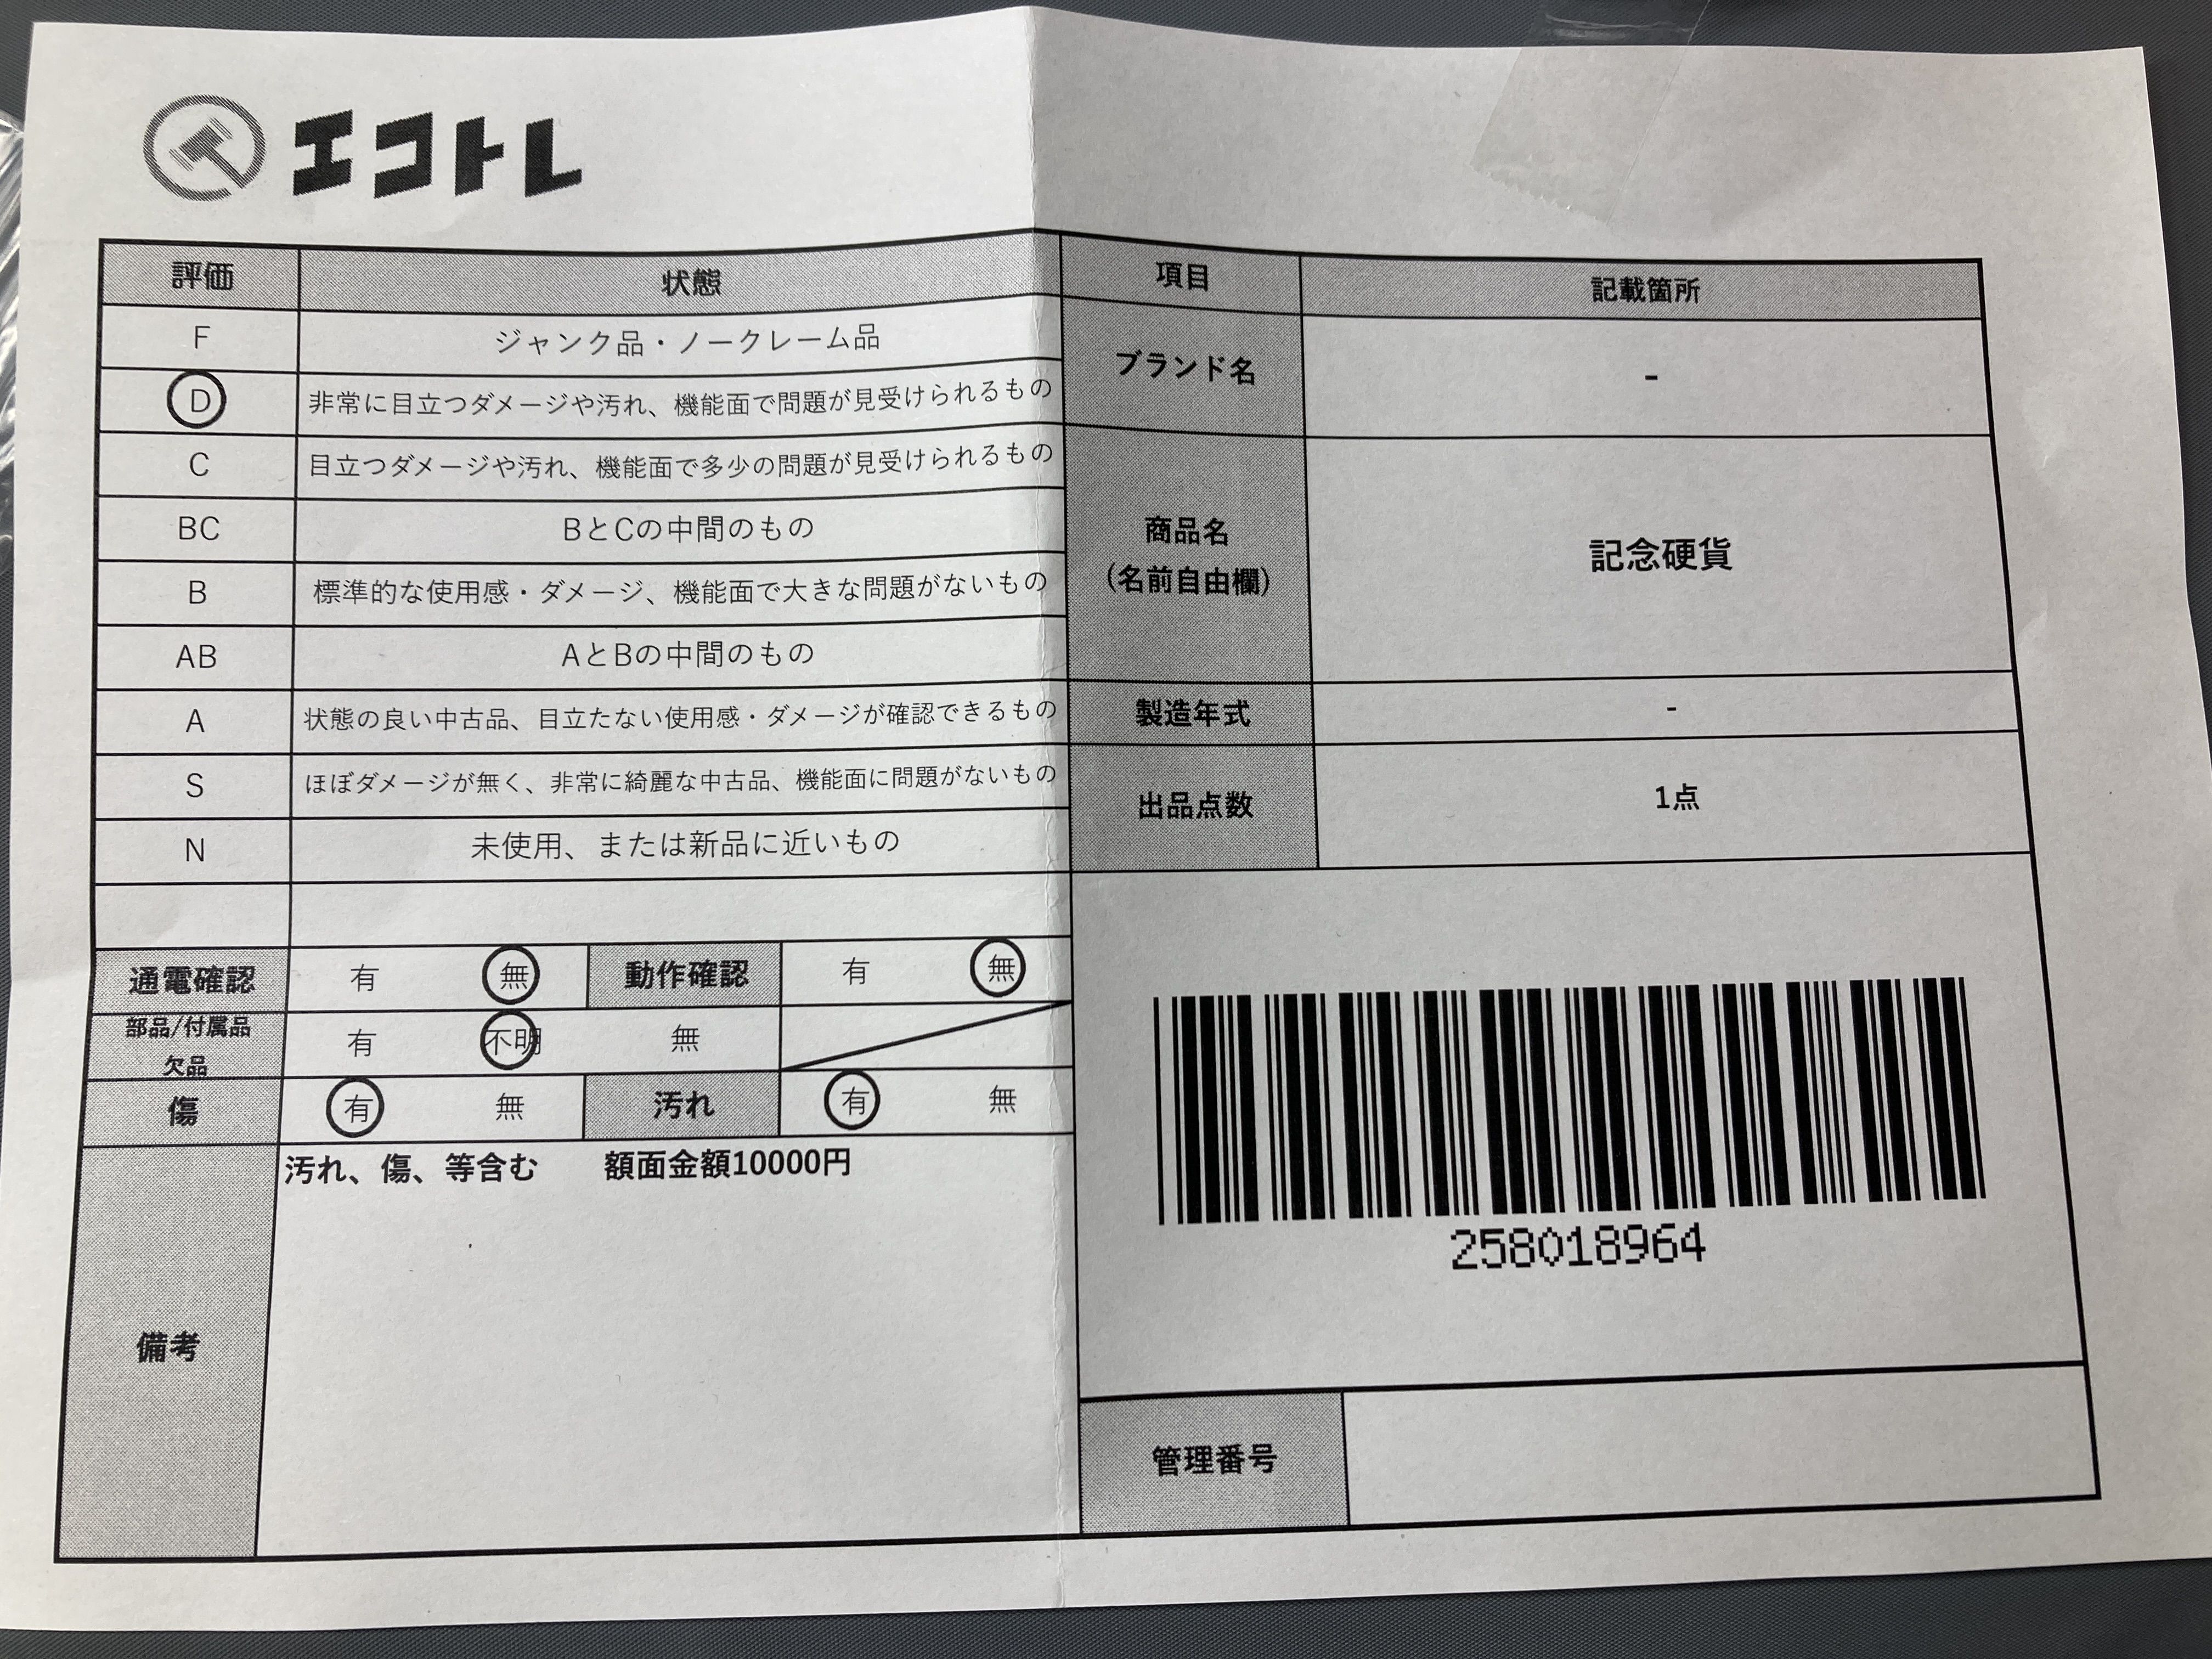 エコトレ
評価 状態
F ジャンク品・ノークレーム品
D 非常に目立つダメージや汚れ、機能面で問題が見受けられるもの
C 目立つダメージや汚れ、機能面で多少の問題が見受けられるもの
BC BとCの中間のもの
B 標準的な使用感・ダメージ、機能面で大きな問題がないもの
AB AとBの中間のもの
A 状態の良い中古品、目立たない使用感・ダメージが確認できるもの
S ほぼダメージが無く、非常に綺麗な中古品、機能面に問題がないもの
N 未使用、または新品に近いもの
通電確認 有 無 動作確認 有 無
部品/付属品
欠品 有 不明 無
傷 有 無 汚れ 有 無
備考 汚れ、傷、等含む 額面金額10000円
項目 記載箇所
ブランド名 -
商品名
(名前自由欄) 記念硬貨
製造年式 -
出品点数 1点
258018964
管理番号